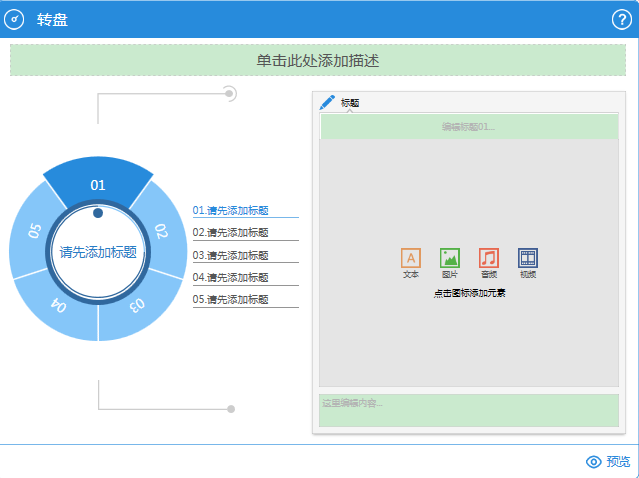 转盘
?
单击此处添加描述
标题
编辑标题01...
01
02
03
04
05
请先添加标题
01.请先添加标题
02.请先添加标题
03.请先添加标题
04.请先添加标题
05.请先添加标题
A
文本 图片 音频 视频
点击图标添加元素
这里编辑内容...
预览